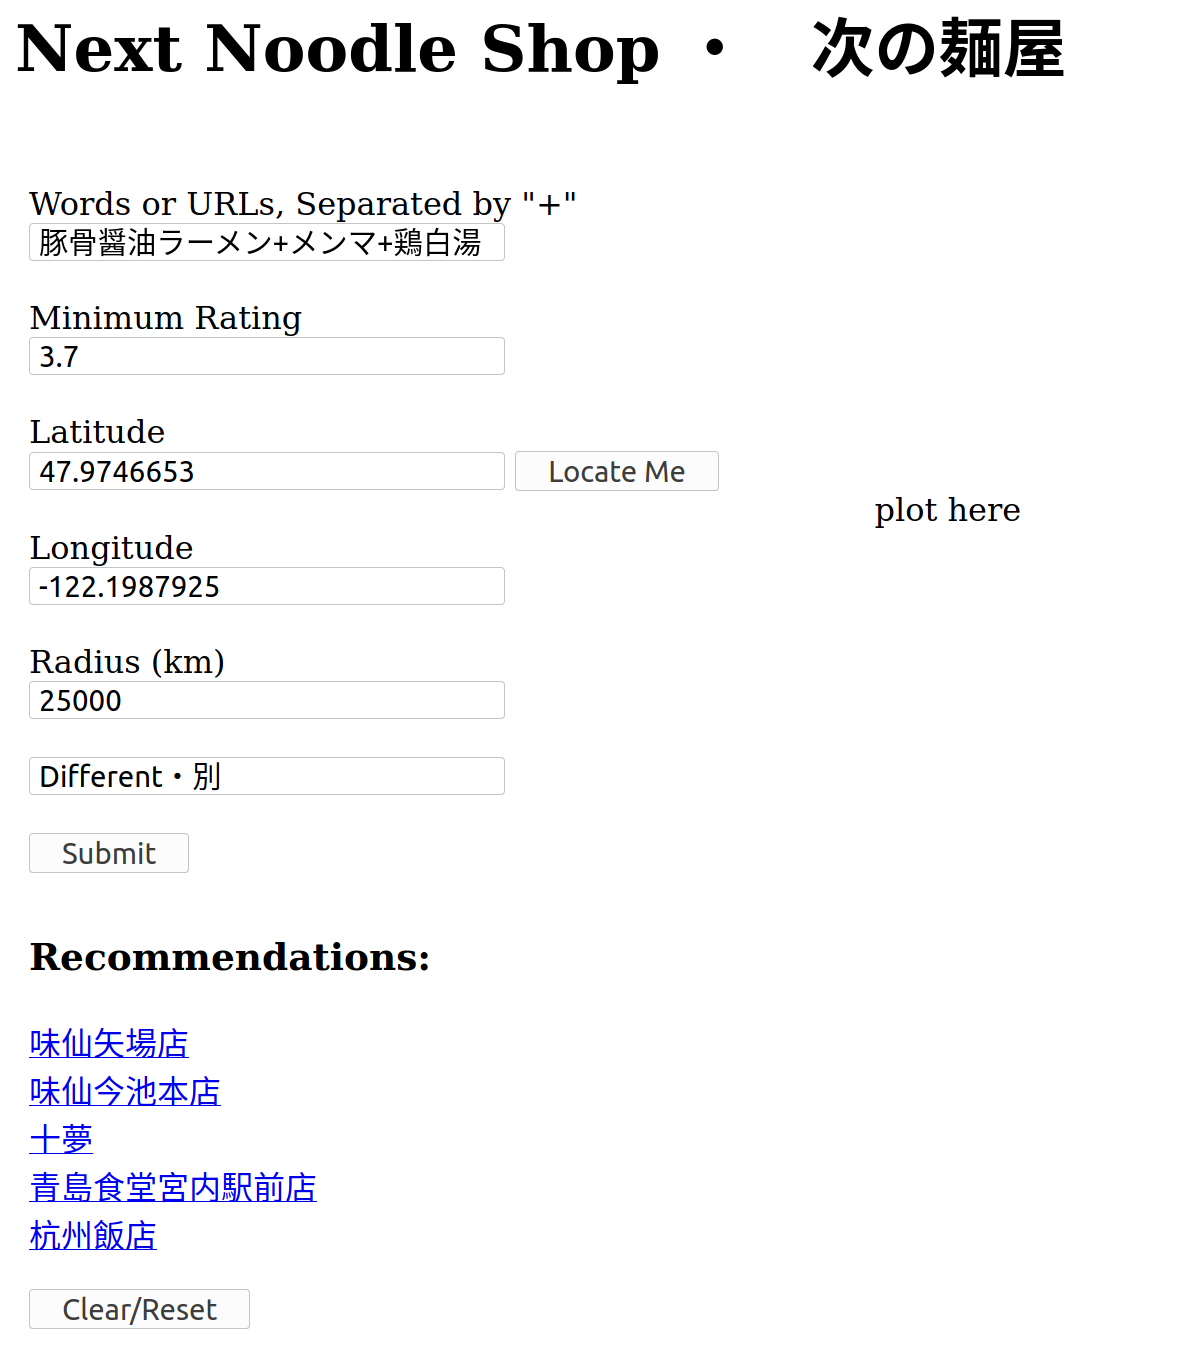 Next Noodle Shop ・ 次の麺屋
Words or URLs, Separated by "+"
豚骨醤油ラーメン+メンマ+鶏白湯
Minimum Rating
3.7
Latitude
47.9746653
Locate Me
plot here
Longitude
-122.1987925
Radius (km)
25000
Different・別
Submit
Recommendations:
味仙矢場店
味仙今池本店
十夢
青島食堂宮内駅前店
杭州飯店
Clear/Reset